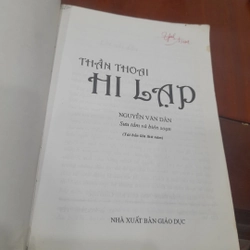 THẦN THOẠI
HI LẠP
NGUYỄN VĂN DÂN
Sưu tầm và biên soạn
(Tái bản lần thứ năm)
NHÀ XUẤT BẢN GIÁO DỤC